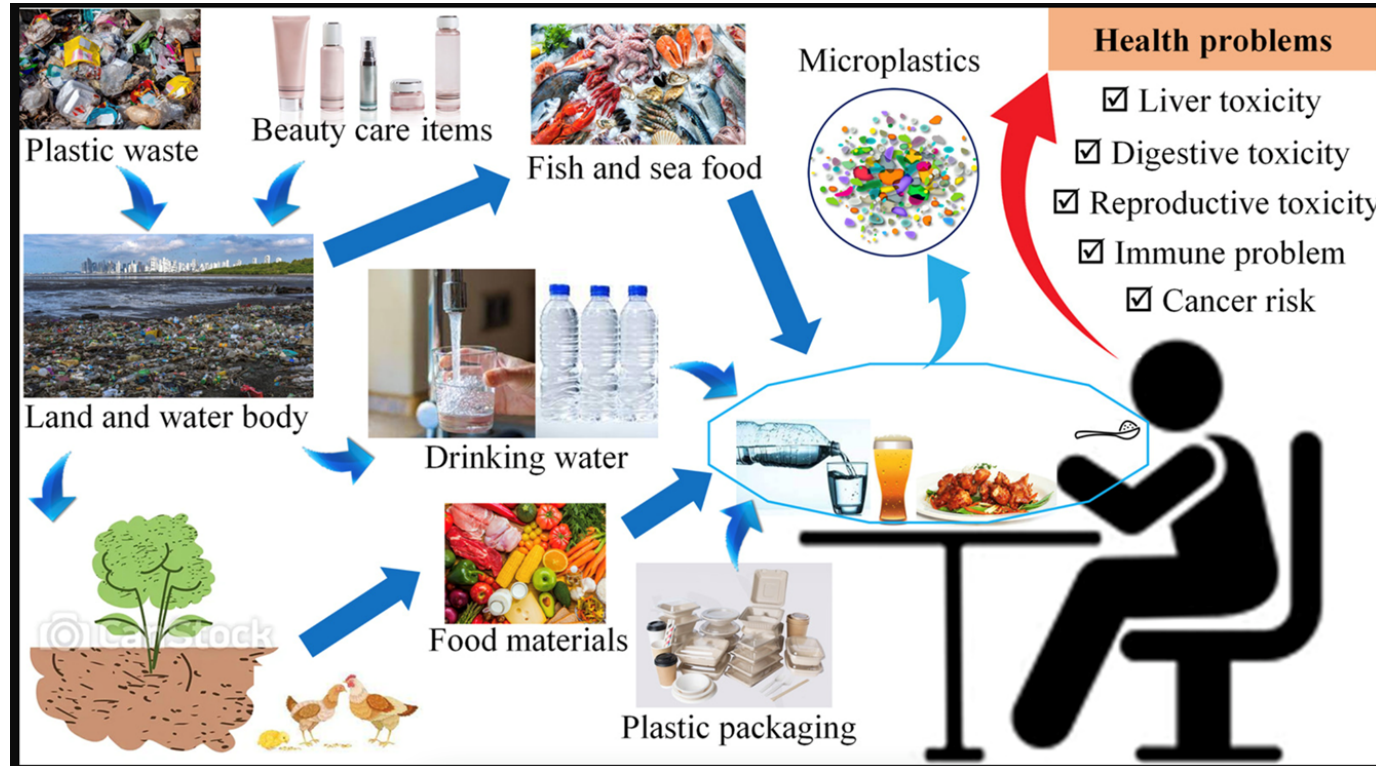 Plastic waste
Beauty care items
Fish and sea food
Microplastics
Health problems
☑ Liver toxicity
☑ Digestive toxicity
☑ Reproductive toxicity
☑ Immune problem
☑ Cancer risk
Land and water body
Drinking water
CanStock
Food materials
Plastic packaging